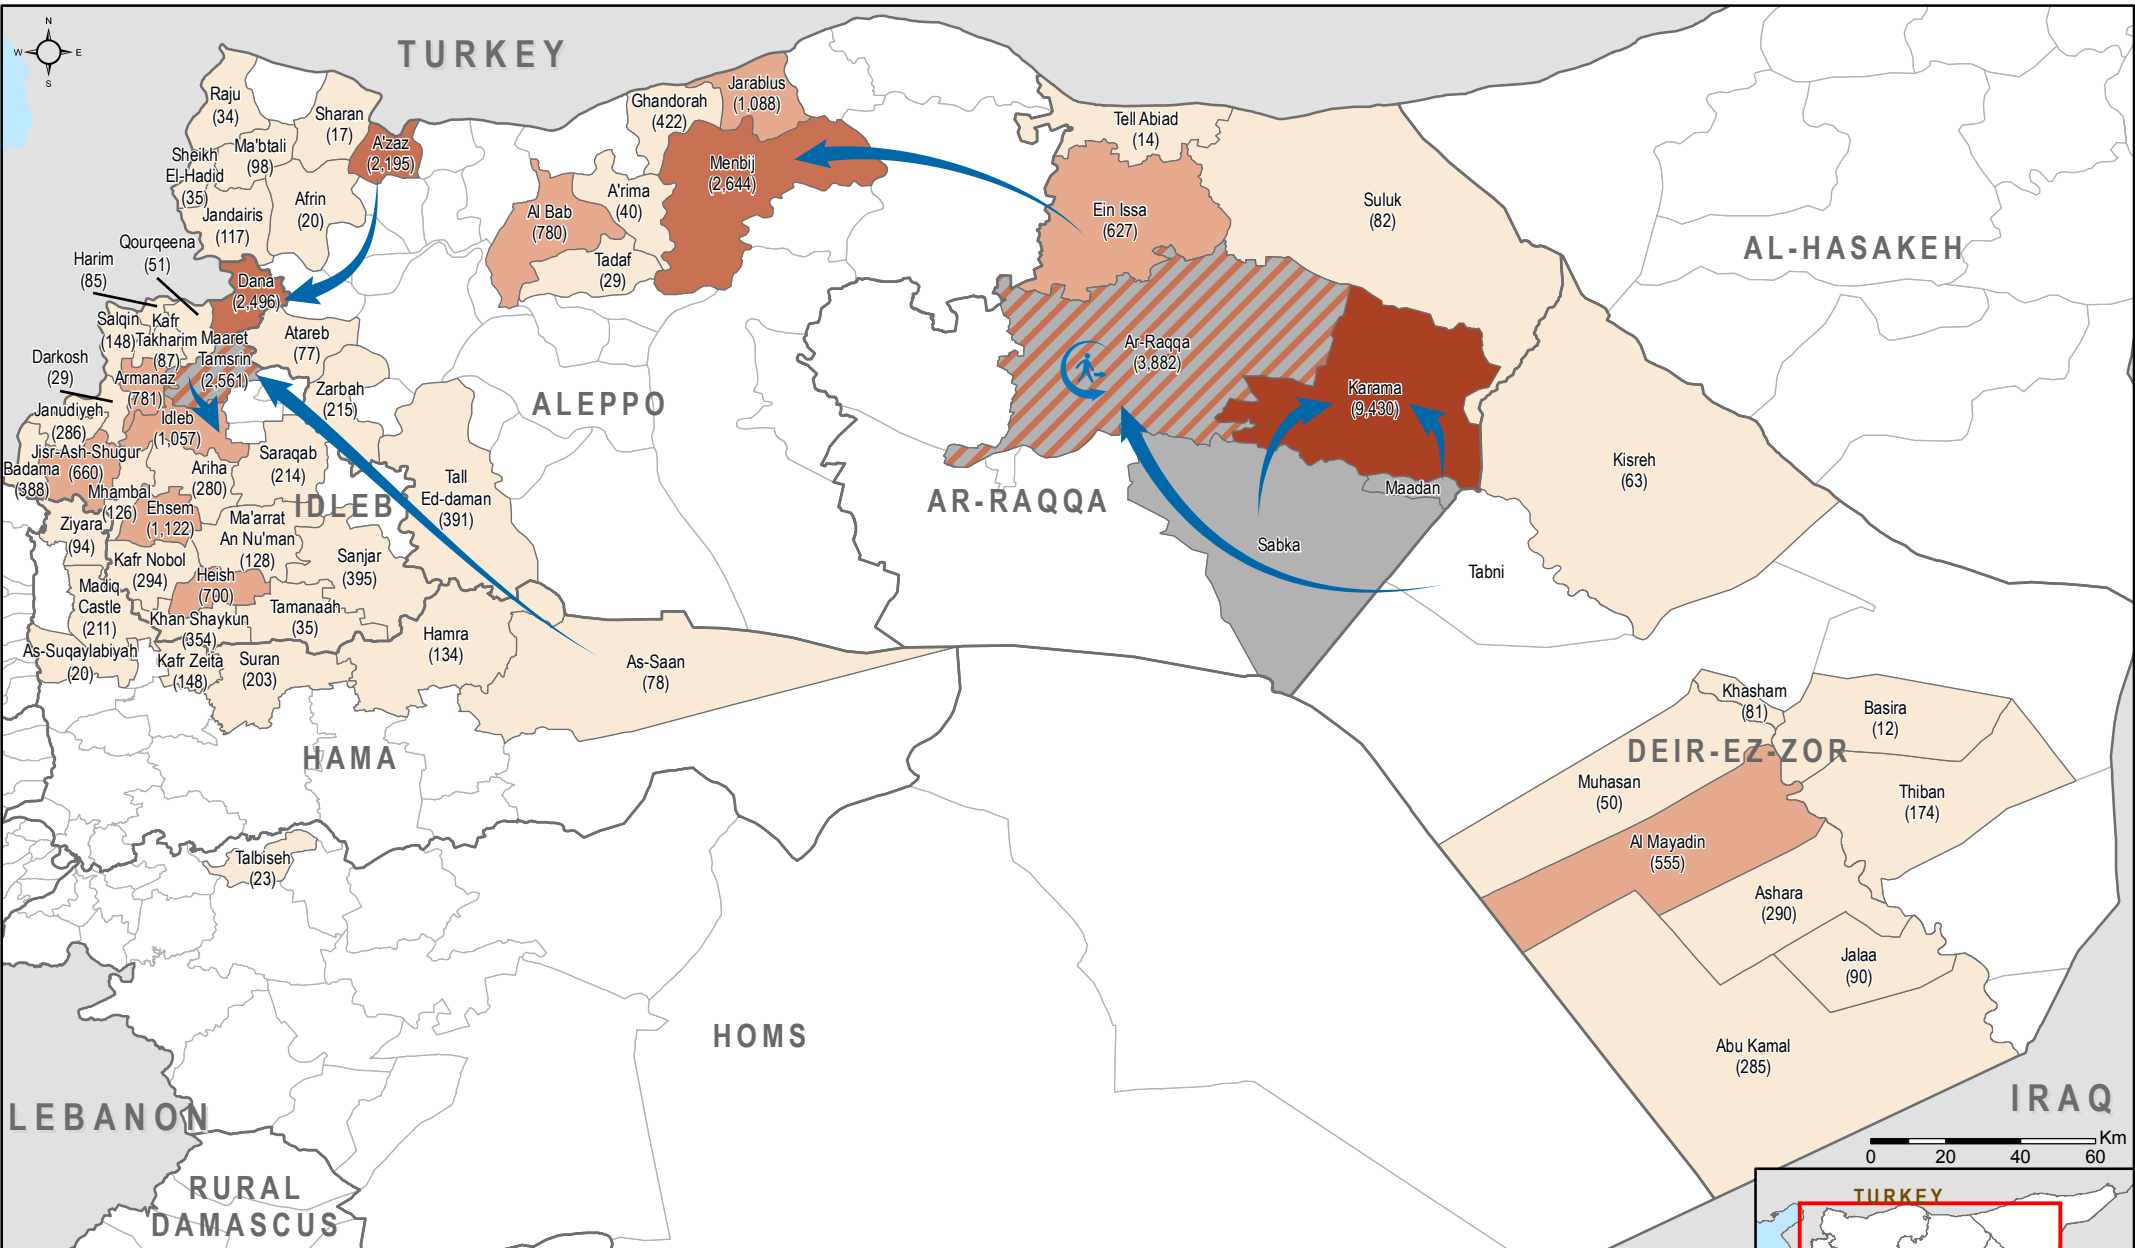 N
W
E
S
TURKEY
Raju
(34)
Sharan
(17)
A'zaz
(2,195)
Ma'btali
(98)
Sheikh
El-Hadid
(35)
Afrin
(20)
Jandairis
(117)
Qourqeena
(51)
Harim
(85)
Dana
(2,496)
Ghandorah
(422)
Jarablus
(1,088)
Menbij
(2,644)
A'rima
(40)
Al Bab
(780)
Tadaf
(29)
Tell Abiad
(14)
Ein Issa
(627)
Suluk
(82)
AL-HASAKEH
Salqin
(148)
Kafr
Takharim
(87)
Maaret
Tamsrin
(2,561)
Atareb
(77)
Darkosh
(29)
Armanaz
(781)
Zarbah
(215)
Janudiyeh
(286)
Idleb
(1,057)
ALEPPO
Ar-Raqqa
(3,882)
Karama
(9,430)
Jisr-Ash-Shugur
(660)
Badama
(388)
Ariha
(280)
Saraqab
(214)
Mhambal
(126)
Ehsem
(1,122)
IDLEB
Tall
Ed-daman
(391)
AR-RAQQA
Maadan
Kisreh
(63)
Ziyara
(94)
Ma'arrat
An Nu'man
(128)
Kafr Nobol
(294)
Sanjar
(395)
Sabka
Tabni
Heish
(700)
Madiq
Castle
(211)
Khan Shaykun
(354)
Tamanaah
(35)
As-Suqaylabiyah
(20)
Kafr Zeita
(148)
Suran
(203)
Hamra
(134)
As-Saan
(78)
HAMA
Talbiseh
(23)
Khasham
(81)
Basira
(12)
DEIR-EZ-ZOR
Muhasan
(50)
Thiban
(174)
Al Mayadin
(555)
Ashara
(290)
Jalaa
(90)
Abu Kamal
(285)
HOMS
LEBANON
IRAQ
RURAL
DAMASCUS
Km
0 20 40 60
TURKEY